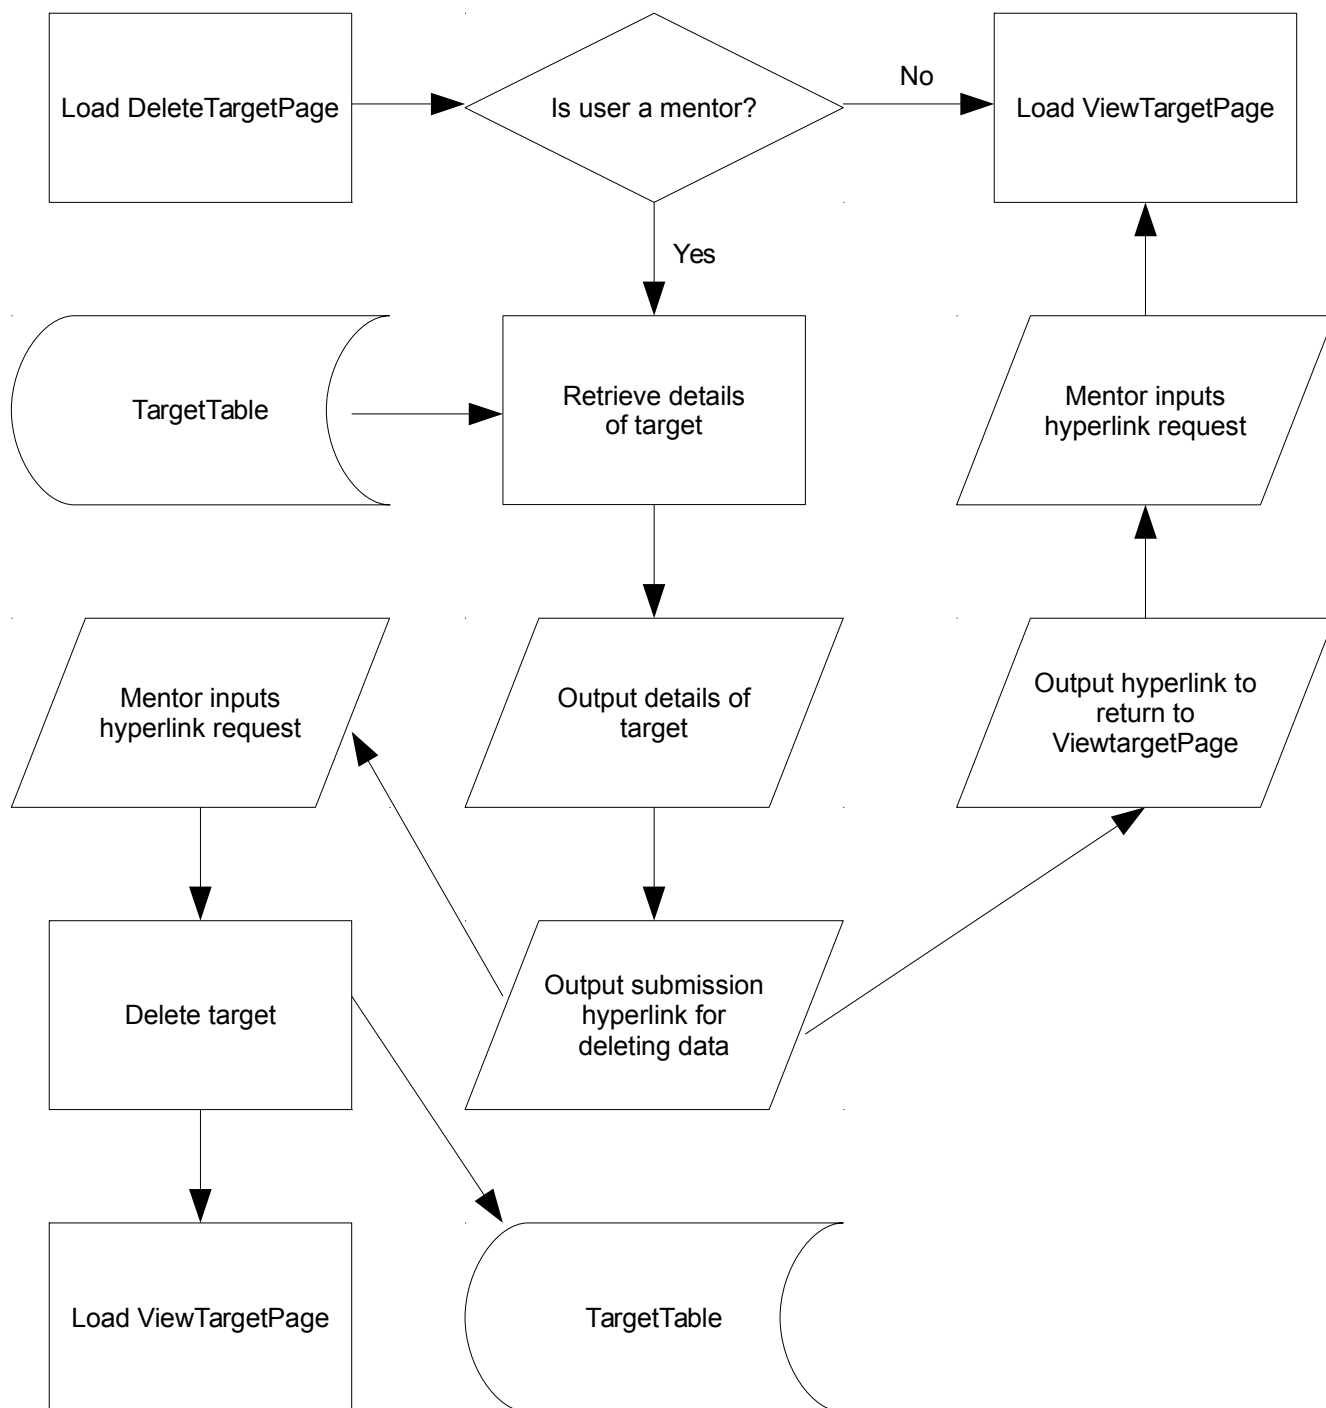 Load DeleteTargetPage
Is user a mentor?
No
Load ViewTargetPage
Yes
TargetTable
Retrieve details
of target
Mentor inputs
hyperlink request
Mentor inputs
hyperlink request
Output details of
target
Output hyperlink to
return to
ViewtargetPage
Delete target
Output submission
hyperlink for
deleting data
Load ViewTargetPage
TargetTable